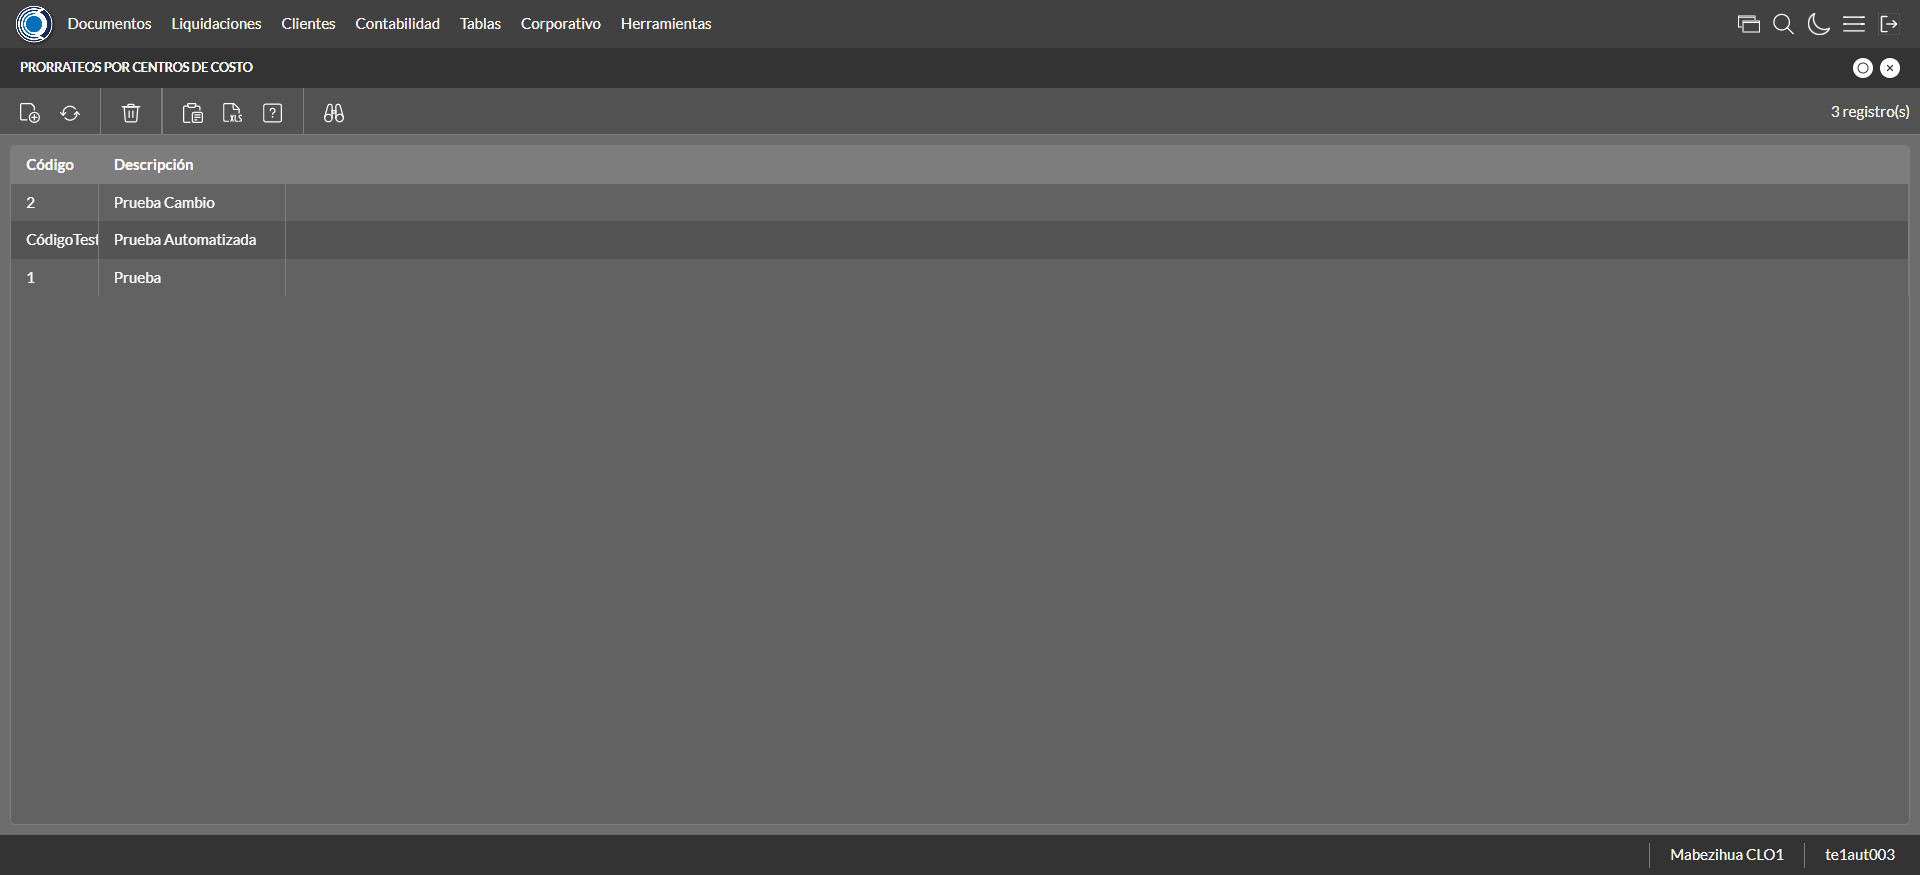 Documentos Liquidaciones Clientes Contabilidad Tablas Corporativo Herramientas
PRORRATEOS POR CENTROS DE COSTO
XLS ? 3 registro(s)
Código Descripción
2 Prueba Cambio
CódigoTest Prueba Automatizada
1 Prueba
Mabezihua CLO1 te1aut003